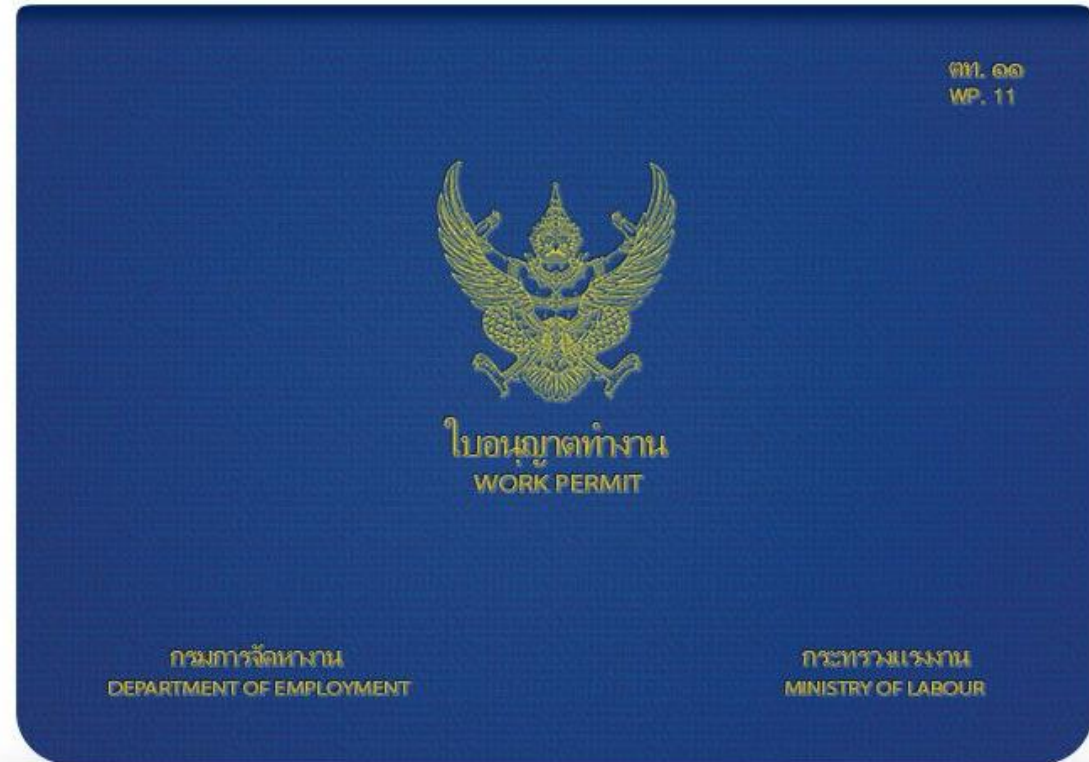 ตท. ๑๑
WP. 11
ใบอนุญาตทำงาน
WORK PERMIT
กรมการจัดหางาน
DEPARTMENT OF EMPLOYMENT
กระทรวงแรงงาน
MINISTRY OF LABOUR